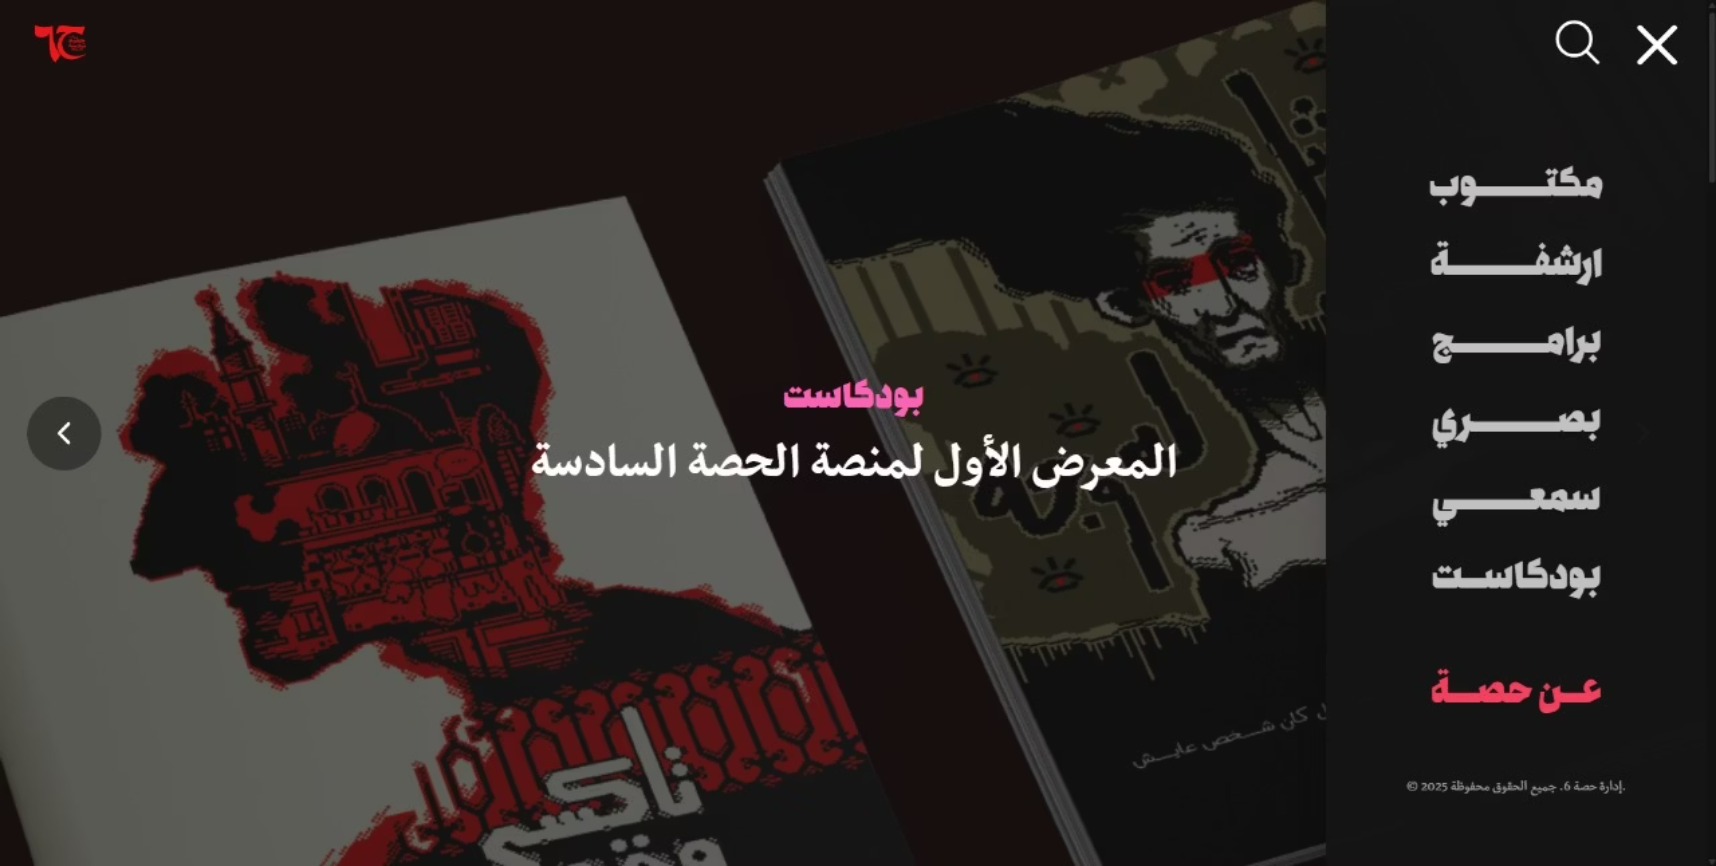 مكتوب
ارشفة
برامج
بصري
سمعي
بودكاست
عن حصة
إدارة حصة 6. جميع الحقوق محفوظة 2025 ©.
بودكاست
المعرض الأول لمنصة الحصة السادسة
كان شخص عايش
تاكسي